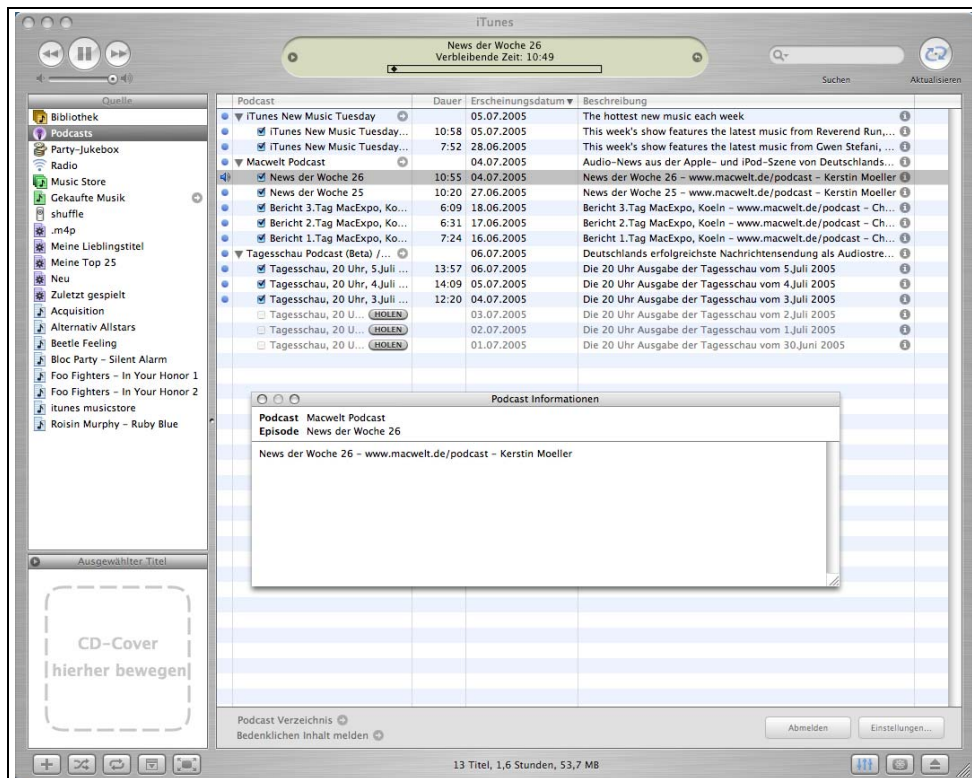 iTunes
News der Woche 26
Verbleibende Zeit: 10:49
Suchen
Aktualisieren
Quelle
Bibliothek
Podcasts
Party-Jukebox
Radio
Music Store
Gekaufte Musik
shuffle
.m4p
Meine Lieblingstitel
Meine Top 25
Neu
Zuletzt gespielt
Acquisition
Alternativ Allstars
Beetle Feeling
Bloc Party – Silent Alarm
Foo Fighters – In Your Honor 1
Foo Fighters – In Your Honor 2
itunes musicstore
Roisin Murphy – Ruby Blue
Ausgewählter Titel
CD-Cover
hierher bewegen
Podcast Dauer Erscheinungsdatum Beschreibung
iTunes New Music Tuesday 05.07.2005 The hottest new music each week
iTunes New Music Tuesday... 10:58 05.07.2005 This week's show features the latest music from Reverend Run,...
iTunes New Music Tuesday... 7:52 28.06.2005 This week's show features the latest music from Gwen Stefani, ...
Macwelt Podcast 04.07.2005 Audio-News aus der Apple- und iPod-Szene von Deutschlands...
News der Woche 26 10:55 04.07.2005 News der Woche 26 – www.macwelt.de/podcast – Kerstin Moeller
News der Woche 25 10:20 27.06.2005 News der Woche 25 – www.macwelt.de/podcast – Kerstin Moeller
Bericht 3.Tag MacExpo, Ko... 6:09 18.06.2005 Bericht 3.Tag MacExpo, Koeln – www.macwelt.de/podcast – Ch...
Bericht 2.Tag MacExpo, Ko... 6:31 17.06.2005 Bericht 2.Tag MacExpo, Koeln – www.macwelt.de/podcast – Ch...
Bericht 1.Tag MacExpo, Ko... 7:24 16.06.2005 Bericht 1.Tag MacExpo, Koeln – www.macwelt.de/podcast – Ch...
Tagesschau Podcast (Beta) /... 06.07.2005 Deutschlands erfolgreichste Nachrichtensendung als Audiostre...
Tagesschau, 20 Uhr, 5.Juli ... 13:57 06.07.2005 Die 20 Uhr Ausgabe der Tagesschau vom 5.Juli 2005
Tagesschau, 20 Uhr, 4.Juli ... 14:09 05.07.2005 Die 20 Uhr Ausgabe der Tagesschau vom 4.Juli 2005
Tagesschau, 20 Uhr, 3.Juli ... 12:20 04.07.2005 Die 20 Uhr Ausgabe der Tagesschau vom 3.Juli 2005
Tagesschau, 20 U... HOLEN 03.07.2005 Die 20 Uhr Ausgabe der Tagesschau vom 2.Juli 2005
Tagesschau, 20 U... HOLEN 02.07.2005 Die 20 Uhr Ausgabe der Tagesschau vom 1.Juli 2005
Tagesschau, 20 U... HOLEN 01.07.2005 Die 20 Uhr Ausgabe der Tagesschau vom 30.Juni 2005
Podcast Informationen
Podcast Macwelt Podcast
Episode News der Woche 26
News der Woche 26 – www.macwelt.de/podcast – Kerstin Moeller
Podcast Verzeichnis
Bedenklichen Inhalt melden
Abmelden
Einstellungen...
13 Titel, 1,6 Stunden, 53,7 MB